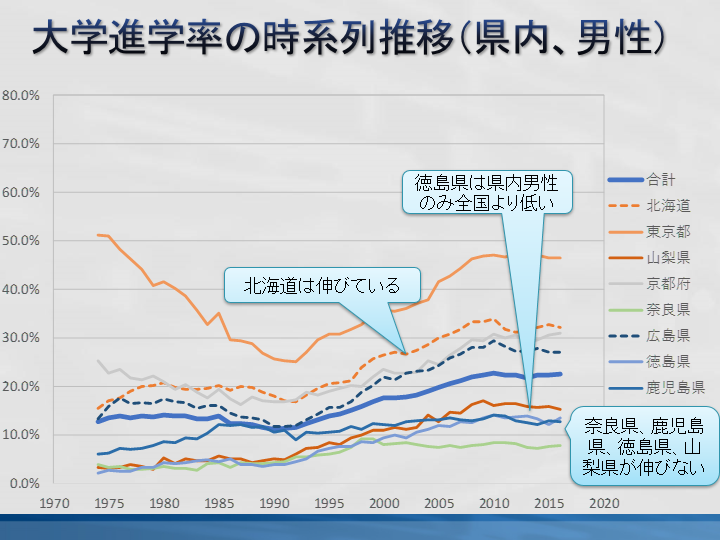 大学進学率の時系列推移（県内、男性）
80.0%
70.0%
60.0%
50.0%
40.0%
30.0%
20.0%
10.0%
0.0%
1970 1975 1980 1985 1990 1995 2000 2005 2010 2015 2020
徳島県は県内男性
のみ全国より低い
北海道は伸びている
合計
北海道
東京都
山梨県
京都府
奈良県
広島県
徳島県
鹿児島県
奈良県、鹿児島
県、徳島県、山
梨県が伸びない